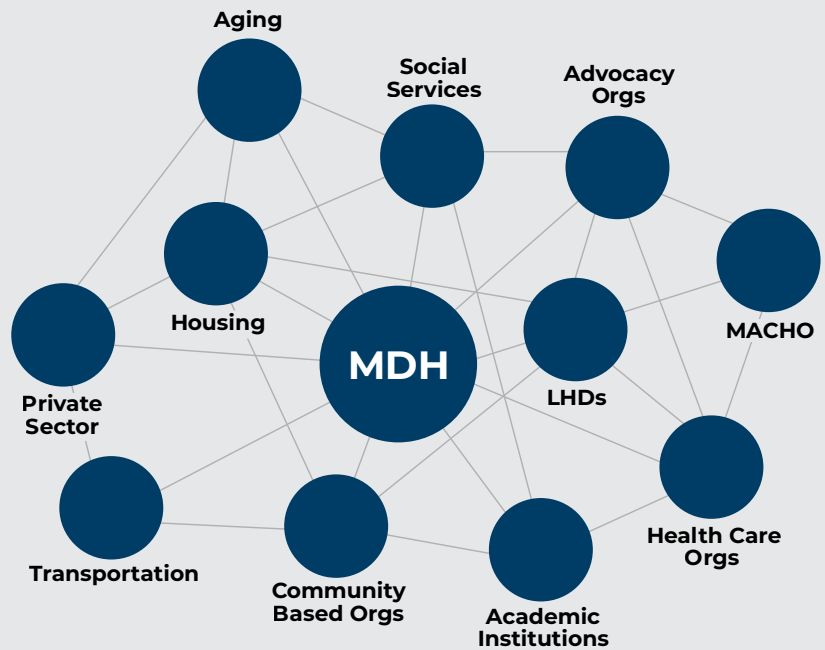 Aging
Social
Services
Advocacy
Orgs
Housing
MACHO
MDH
LHDs
Private
Sector
Health Care
Orgs
Transportation
Community
Based Orgs
Academic
Institutions